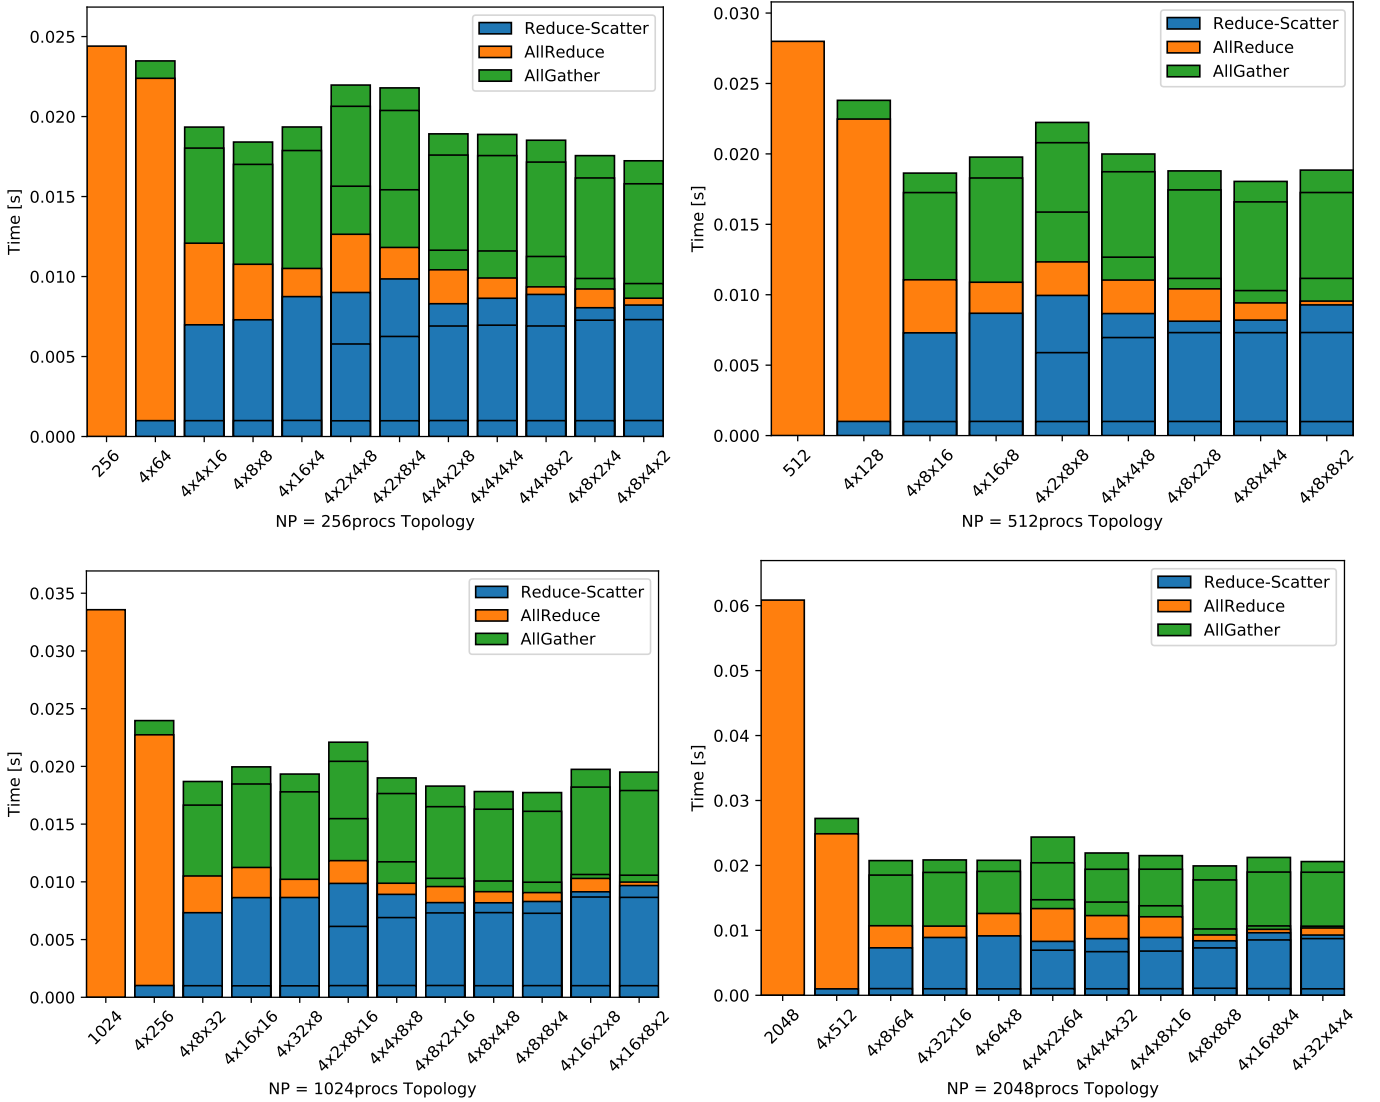 Reduce-Scatter
AllReduce
AllGather
0.025
0.020
0.015
0.010
0.005
0.000
Time [s]
256
4x64
4x4x16
4x8x8
4x16x4
4x2x4x8
4x2x8x4
4x4x2x8
4x4x4x4
4x4x8x2
4x8x2x4
4x8x4x2
NP = 256procs Topology
Reduce-Scatter
AllReduce
AllGather
0.030
0.025
0.020
0.015
0.010
0.005
0.000
Time [s]
512
4x128
4x8x16
4x16x8
4x2x8x8
4x4x4x8
4x8x2x8
4x8x4x4
4x8x8x2
NP = 512procs Topology
Reduce-Scatter
AllReduce
AllGather
0.035
0.030
0.025
0.020
0.015
0.010
0.005
0.000
Time [s]
1024
4x256
4x8x32
4x16x16
4x32x8
4x2x8x16
4x4x8x8
4x8x2x16
4x8x4x8
4x8x8x4
4x16x2x8
4x16x8x2
NP = 1024procs Topology
Reduce-Scatter
AllReduce
AllGather
0.06
0.05
0.04
0.03
0.02
0.01
0.00
Time [s]
2048
4x512
4x8x64
4x32x16
4x64x8
4x4x2x64
4x4x4x32
4x4x8x16
4x8x8x8
4x16x8x4
4x32x4x4
NP = 2048procs Topology